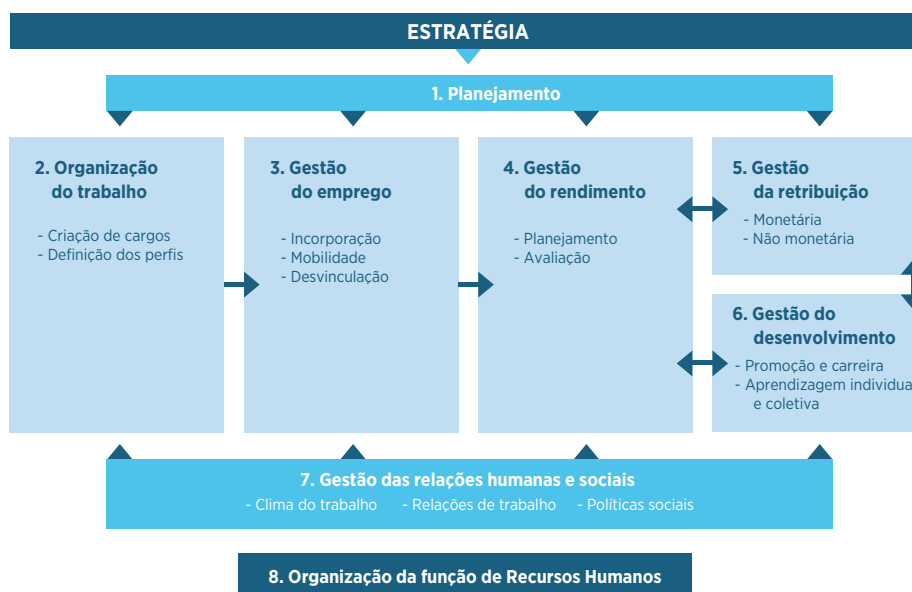 ESTRATÉGIA
1. Planejamento
2. Organização
do trabalho
- Criação de cargos
- Definição dos perfis
3. Gestão
do emprego
- Incorporação
- Mobilidade
- Desvinculação
4. Gestão
do rendimento
- Planejamento
- Avaliação
5. Gestão
da retribuição
- Monetária
- Não monetária
6. Gestão do
desenvolvimento
- Promoção e carreira
- Aprendizagem individua
e coletiva
7. Gestão das relações humanas e sociais
- Clima do trabalho - Relações de trabalho - Políticas sociais
8. Organização da função de Recursos Humanos